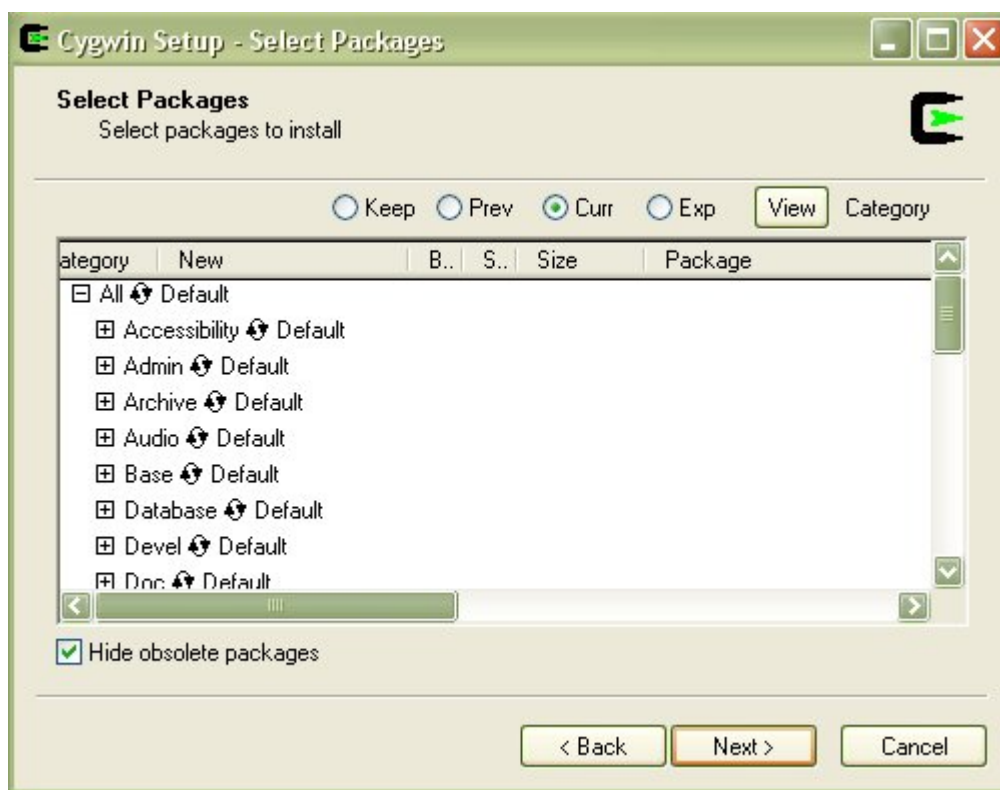 Cygwin Setup - Select Packages
Select Packages
Select packages to install
Keep Prev Curr Exp View Category
ategory New B.. S.. Size Package
All Default
Accessibility Default
Admin Default
Archive Default
Audio Default
Base Default
Database Default
Devel Default
Doc Default
Hide obsolete packages
< Back Next > Cancel